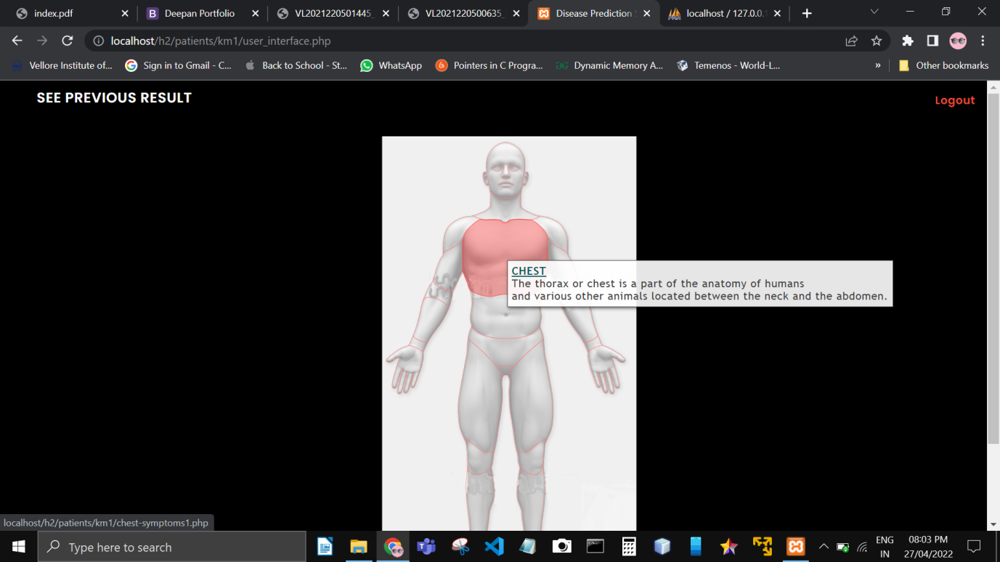 index.pdf
Deepan Portfolio
VL2021220501445_
VL2021220500635_
Disease Prediction
localhost / 127.0.0.1
localhost/h2/patients/km1/user_interface.php
Vellore Institute of...
Sign in to Gmail - C...
Back to School - St...
WhatsApp
Pointers in C Progra...
Dynamic Memory A...
Temenos - World-L...
»
Other bookmarks
SEE PREVIOUS RESULT
Logout
CHEST
The thorax or chest is a part of the anatomy of humans
and various other animals located between the neck and the abdomen.
localhost/h2/patients/km1/chest-symptoms1.php
Type here to search
ENG
IN
08:03 PM
27/04/2022